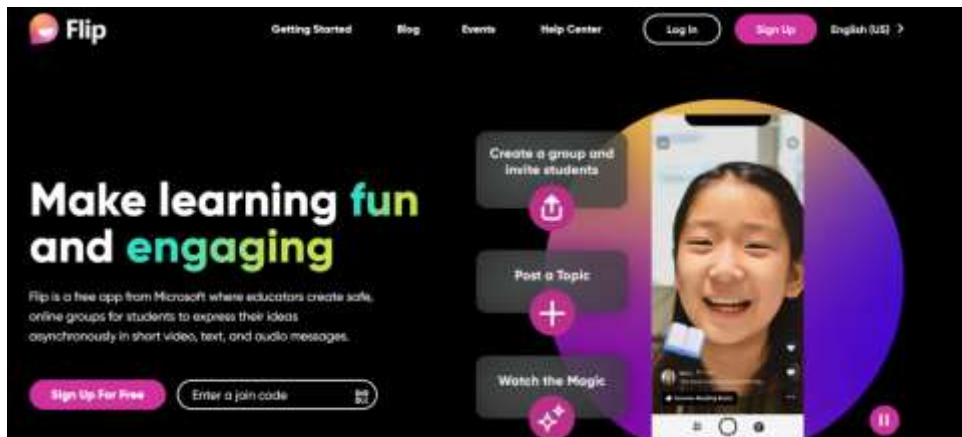 Flip
Getting Started
Blog
Events
Help Center
Log In
Sign Up
English (US)
Create a group and
invite students
Make learning fun
and engaging
Post a Topic
Flip is a free app from Microsoft where educators create safe,
online groups for students to express their ideas
asynchronously in short video, text, and audio messages.
Watch the Magic
Sign Up For Free
Enter a join code